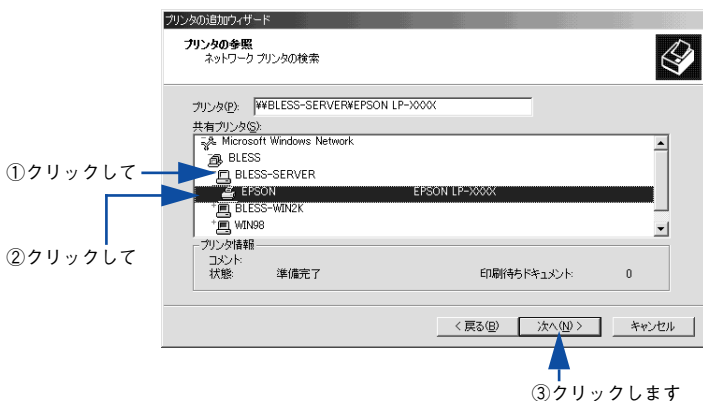 プリンタの追加ウィザード
プリンタの参照
ネットワーク プリンタの検索
プリンタ(P): ¥¥BLESS-SERVER¥EPSON LP-XXXX
共有プリンタ(S):
Microsoft Windows Network
BLESS
①クリックして
BLESS-SERVER
EPSON EPSON LP-XXXX
BLESS-WIN2K
WIN98
②クリックして
プリンタ情報
コメント:
状態: 準備完了 印刷待ちドキュメント: 0
< 戻る(B) 次へ(N) > キャンセル
③クリックします